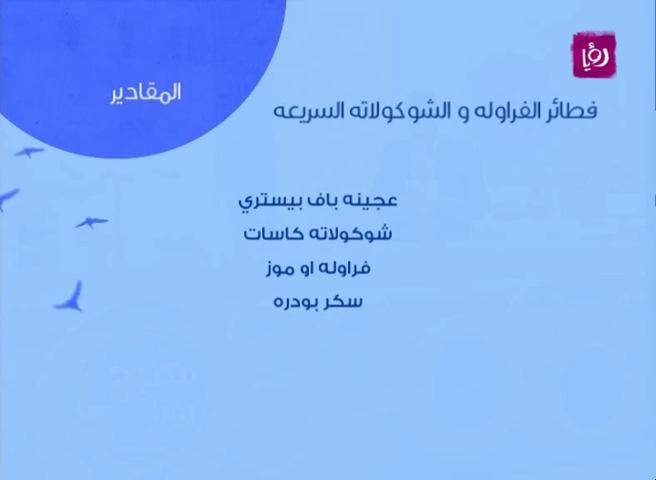 رؤيا
المقادير
فطائر الفراوله و الشوكولاته السريعه
عجينه باف بيستري
شوكولاته كاسات
فراوله او موز
سكر بودره